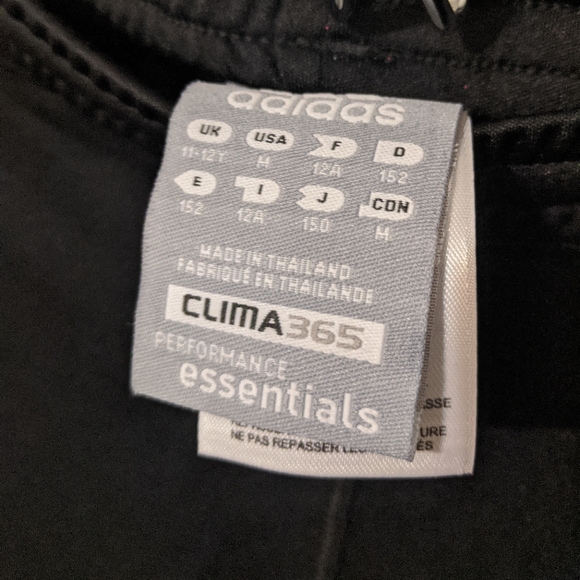 adidas
UK USA F D
11-12Y M 12A 152
E I J CDN
152 12A 150 M
MADE IN THAILAND
FABRIQUÉ EN THAILANDE
CLIMA365
PERFORMANCE
essentials
NE PAS REPASSER